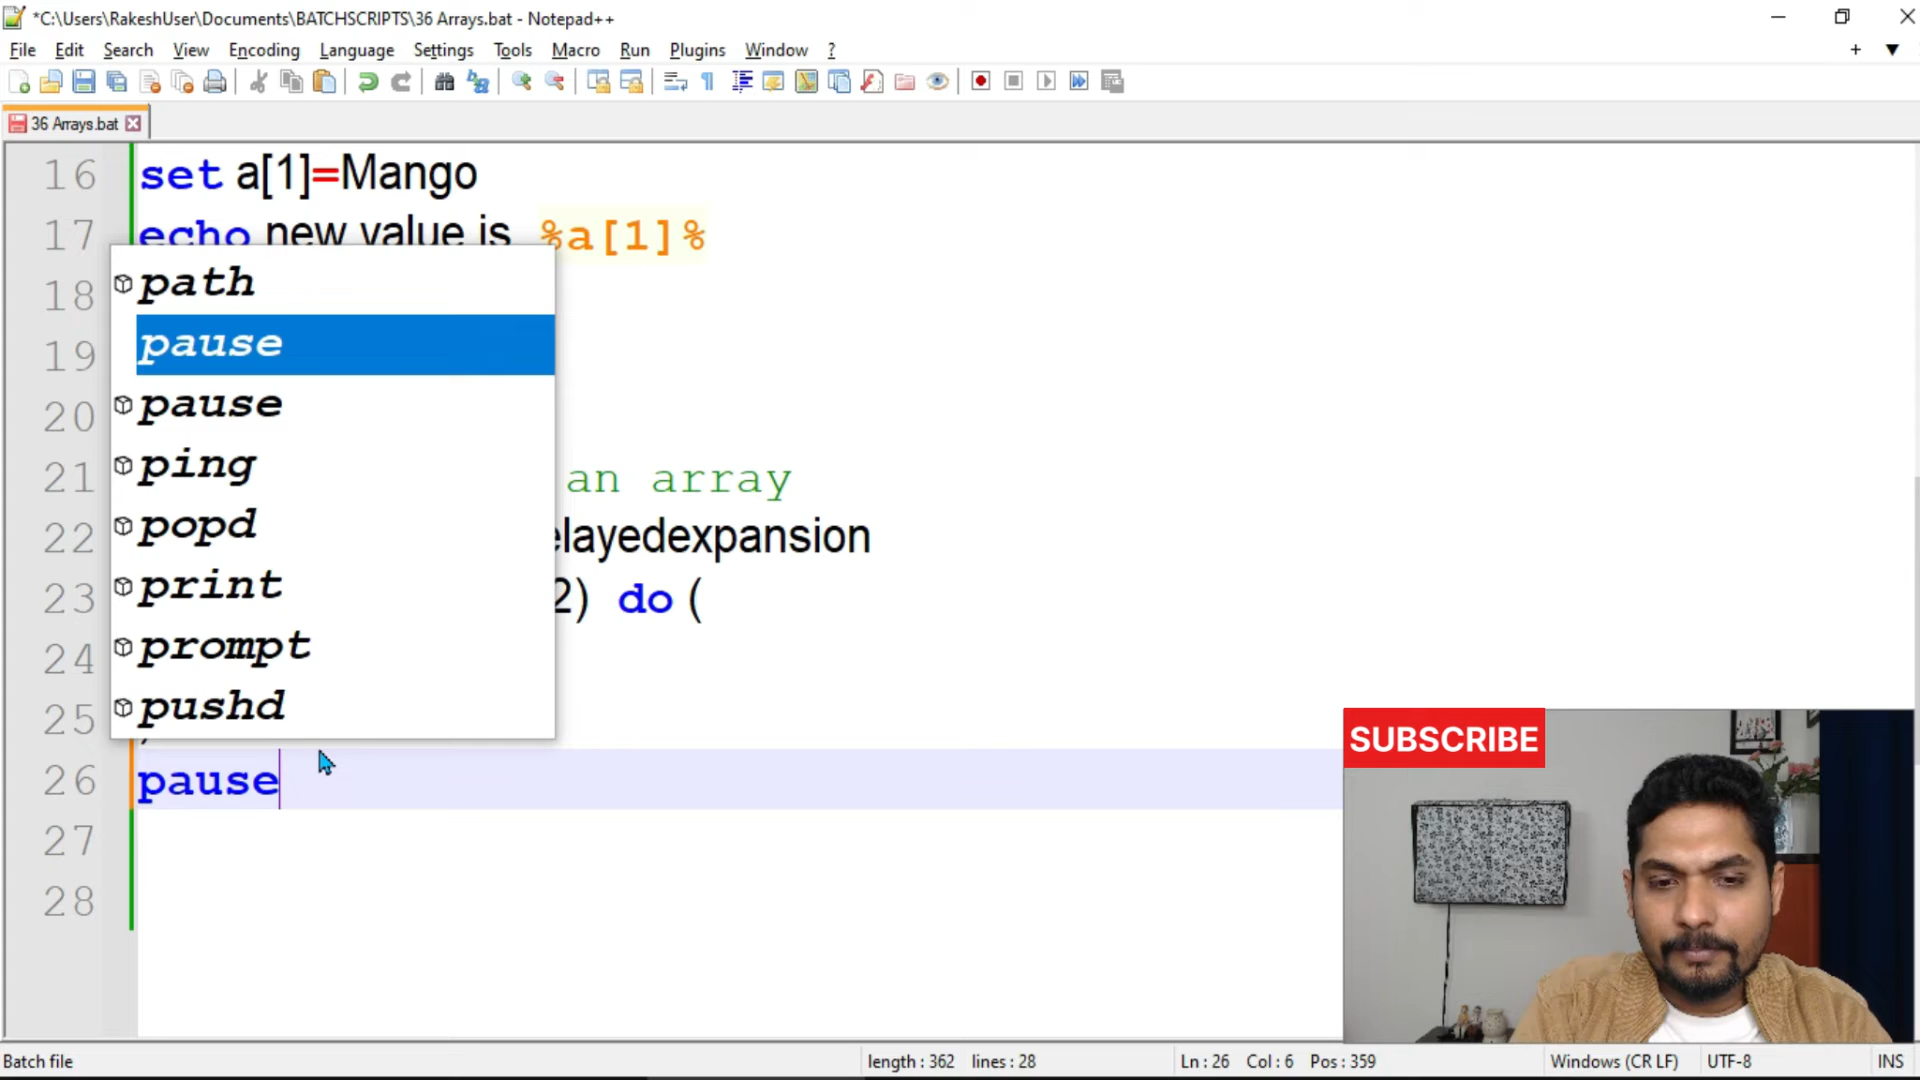 *C:\Users\RakeshUser\Documents\BATCHSCRIPTS\36 Arrays.bat - Notepad++
File Edit Search View Encoding Language Settings Tools Macro Run Plugins Window ?
36 Arrays.bat
16 set a[1]=Mango
17 echo new value is %a[1]%
18
19
20
21 an array
22 elayedexpansion
23 2) do (
24
25
26 pause
27
28
path
pause
pause
ping
popd
print
prompt
pushd
SUBSCRIBE
Batch file length : 362 lines : 28 Ln : 26 Col : 6 Pos : 359 Windows (CR LF) UTF-8 INS